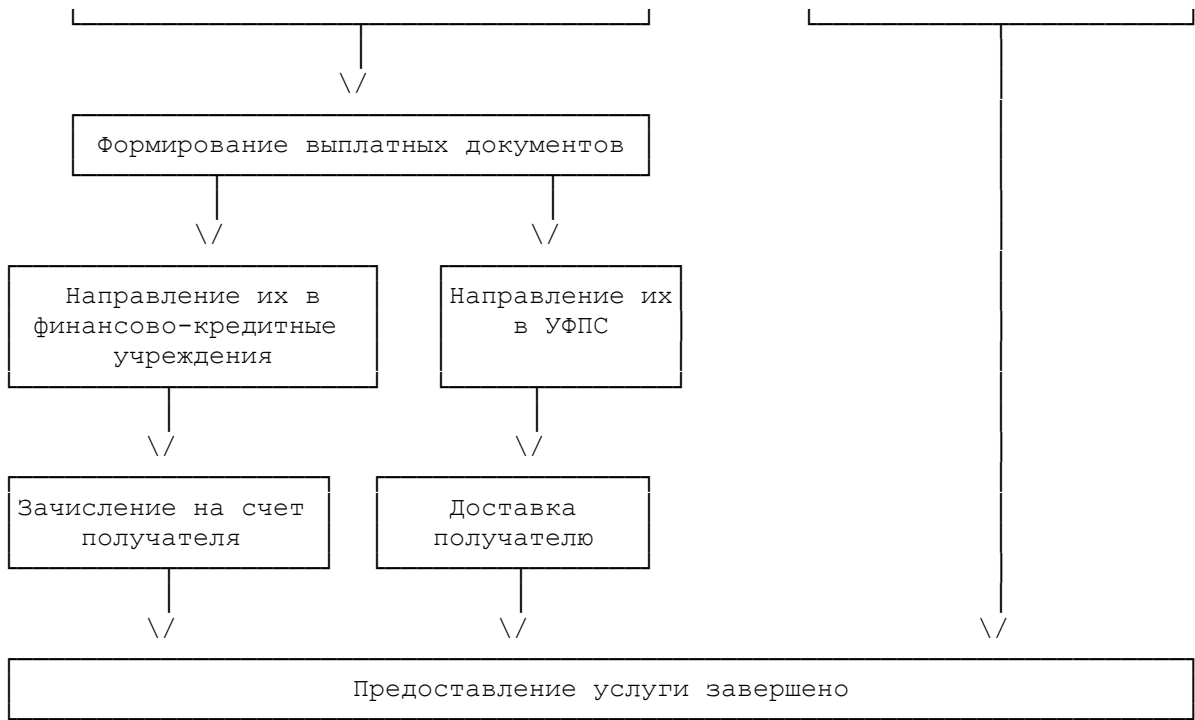 Формирование выплатных документов
Направление их в
финансово-кредитные
учреждения
Направление их
в УФПС
Зачисление на счет
получателя
Доставка
получателю
Предоставление услуги завершено